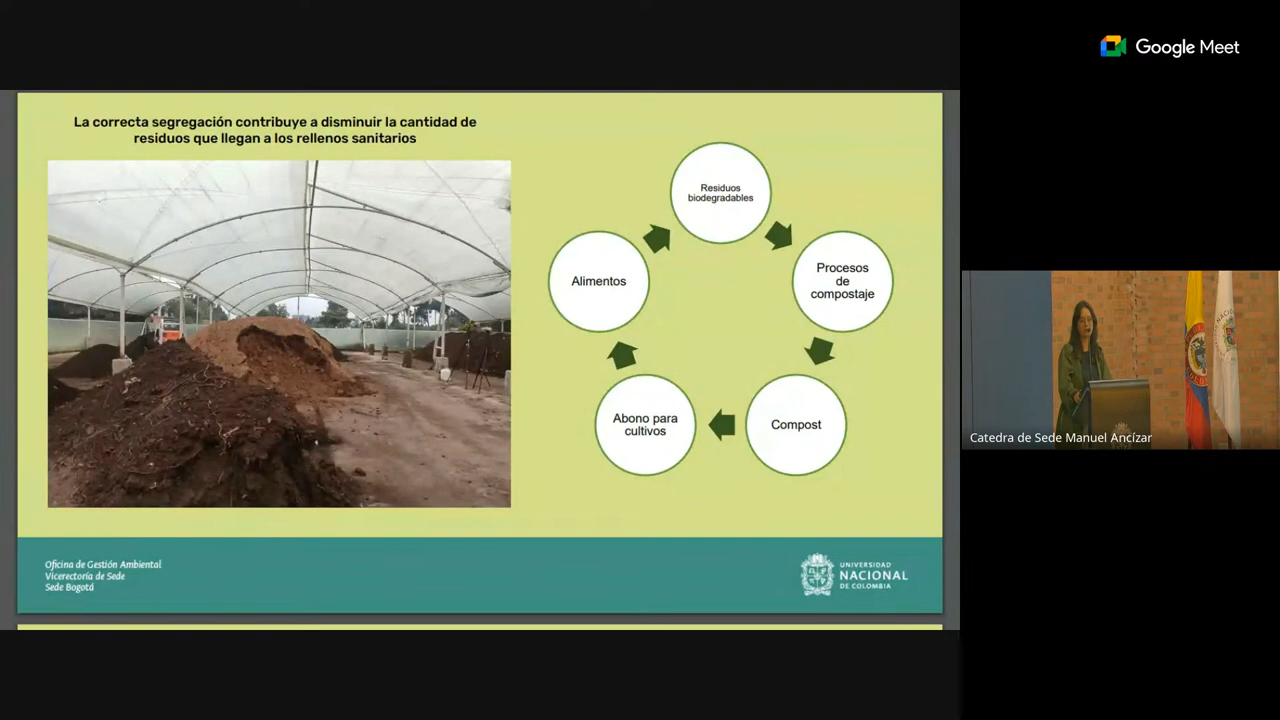 Google Meet
La correcta segregación contribuye a disminuir la cantidad de
residuos que llegan a los rellenos sanitarios
Residuos
biodegradables
Procesos
de
compostaje
Compost
Abono para
cultivos
Alimentos
Oficina de Gestión Ambiental
Vicerectoría de Sede
Sede Bogotá
UNIVERSIDAD
NACIONAL
DE COLOMBIA
Catedra de Sede Manuel Ancízar